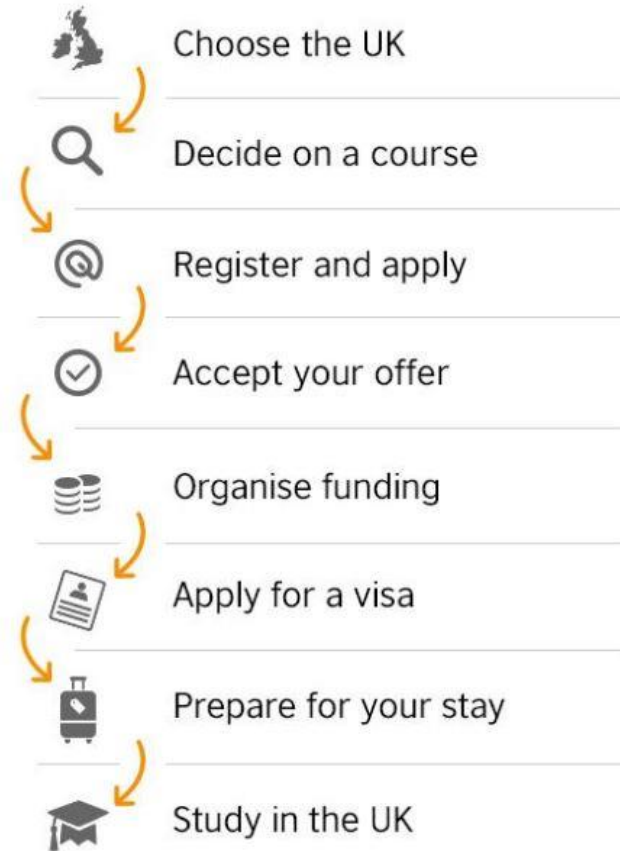 Choose the UK
Decide on a course
Register and apply
Accept your offer
Organise funding
Apply for a visa
Prepare for your stay
Study in the UK